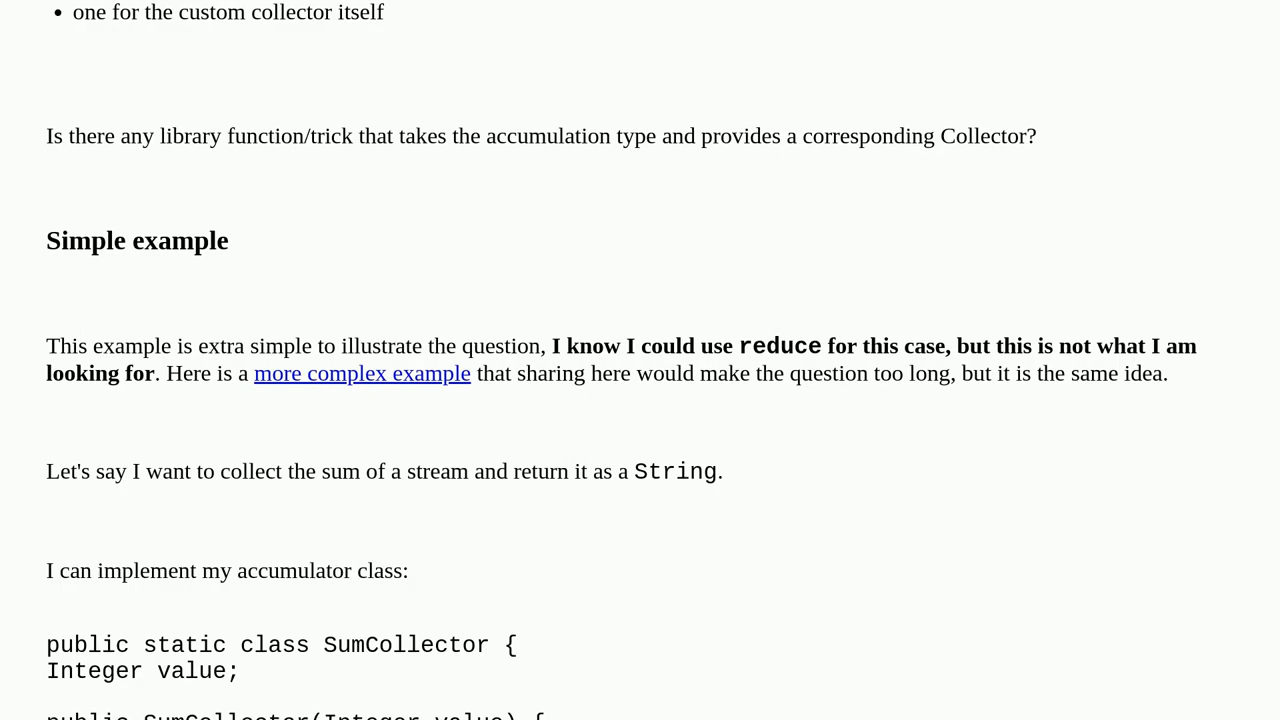 • one for the custom collector itself
Is there any library function/trick that takes the accumulation type and provides a corresponding Collector?
Simple example
This example is extra simple to illustrate the question, I know I could use reduce for this case, but this is not what I am
looking for. Here is a more complex example that sharing here would make the question too long, but it is the same idea.
Let's say I want to collect the sum of a stream and return it as a String.
I can implement my accumulator class:
public static class SumCollector {
Integer value;
public SumCollector(Integer value) {